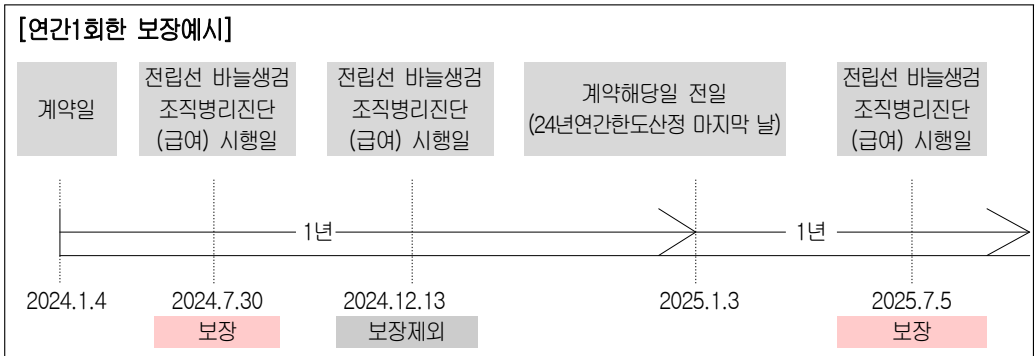 [연간1회한 보장예시]
계약일
전립선 바늘생검
조직병리진단
(급여) 시행일
전립선 바늘생검
조직병리진단
(급여) 시행일
계약해당일 전일
(24년연간한도산정 마지막 날)
전립선 바늘생검
조직병리진단
(급여) 시행일
1년
1년
2024.1.4
2024.7.30
2024.12.13
2025.1.3
2025.7.5
보장
보장제외
보장